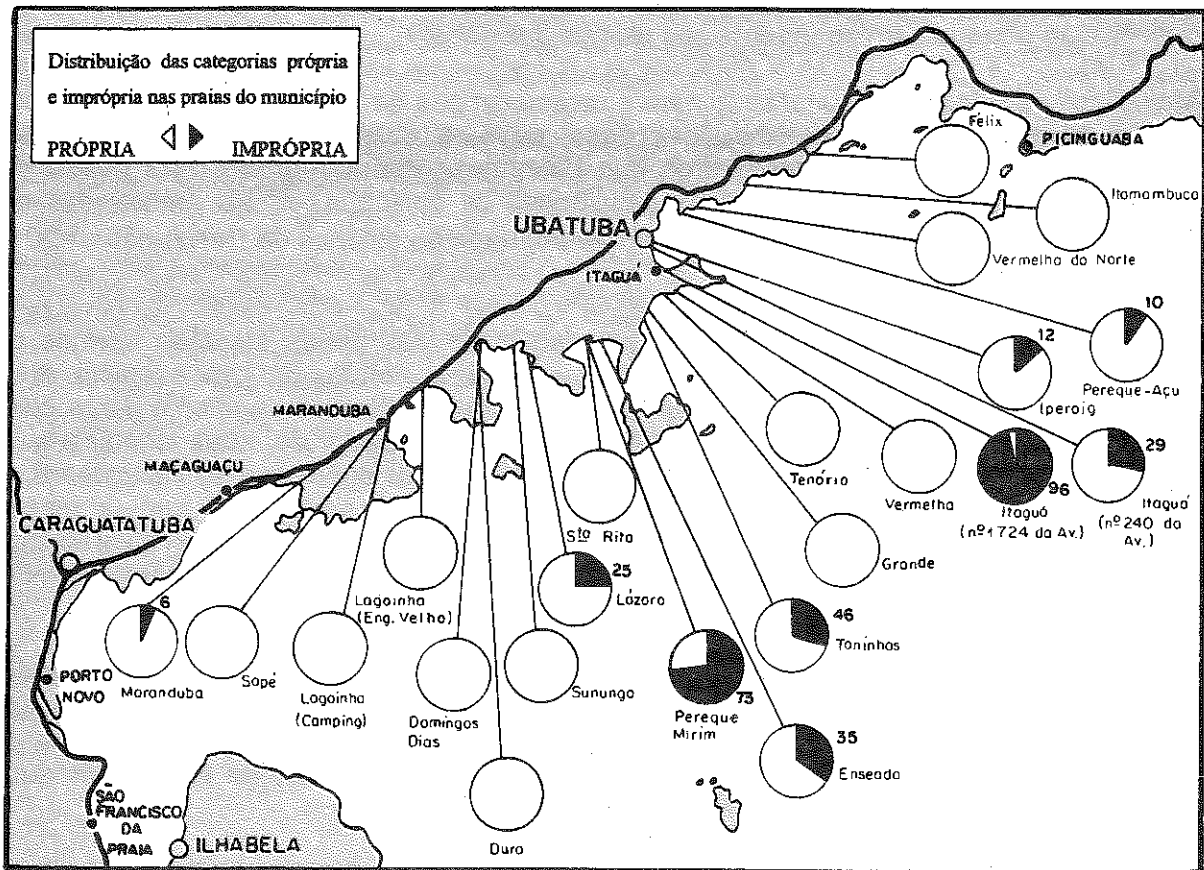 Distribuição das categorias própria
e imprópria nas praias do município
PRÓPRIA IMPRÓPRIA
Felix
PICINGUABA
Itamambuca
UBATUBA
Vermelha do Norte
ITAGUÁ
10
12
Pereque-Açu
Iperoig
MARANDUBA
29
Tenório
Vermelha
96
Itaguá
(nº 1724 da Av.)
Itaguá
(nº 240 da
Av.)
MAÇAGUAÇU
Sta Rita
CARAGUATATUBA
Grande
25
Lázaro
Lagoinha
(Eng. Velho)
6
46
Toninhas
PORTO
NOVO
Maranduba
Sapé
Lagoinha
(Camping)
Domingos
Dias
Sununga
73
Pereque
Mirim
35
Enseada
SÃO
FRANCISCO
DA
PRAIA
ILHABELA
Dura